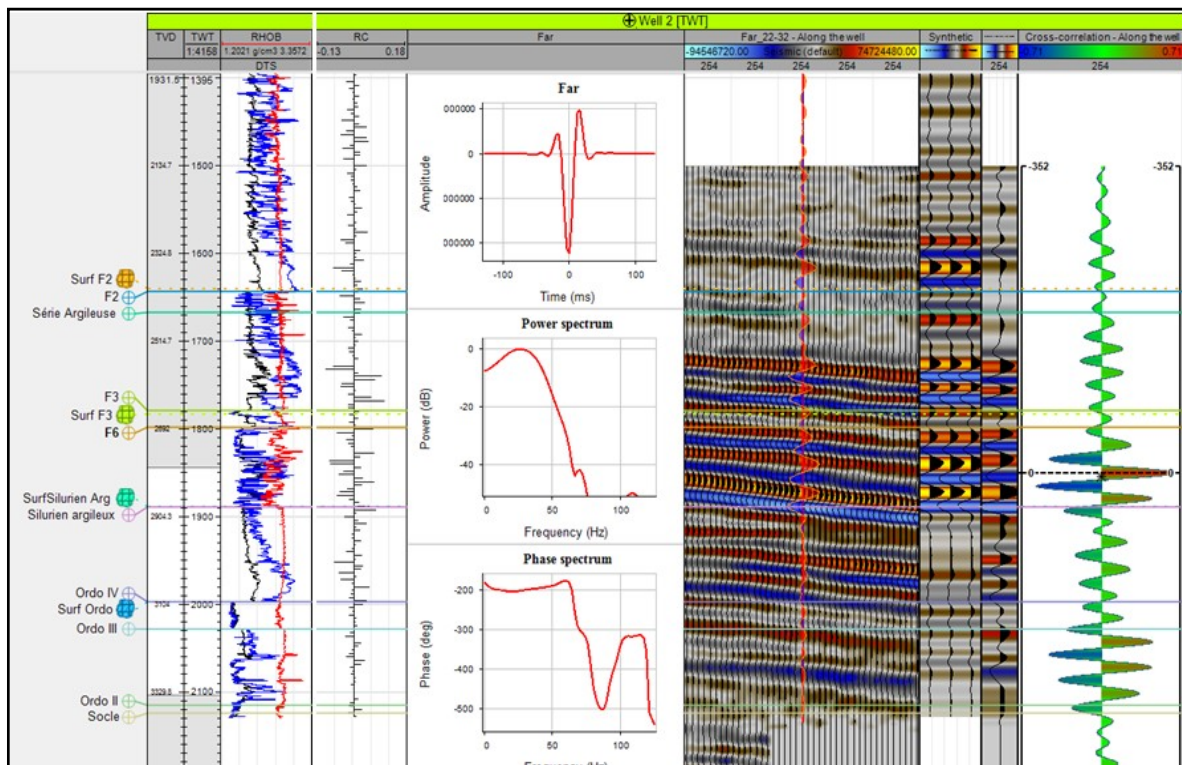 Well 2 [TWT]
TVD TWT RHOB RC Far Far_22-32 - Along the well Synthetic Cross-correlation - Along the well
1:4158 1.2021 g/cm3 3.3572 -0.13 0.18 -94546720.00 Seismic (default) 74724480.00 -0.71 0.71
DTS 254 254 254 254 254 254 254
1931.5 1395
Far
000000
0
000000
000000
Amplitude
-100 0 100
Time (ms)
2134.7 1500
-352 -352
2324.8 1600
Surf F2
F2
Série Argileuse
2514.7 1700
Power spectrum
0
-20
-40
Power (dB)
0 50 100
Frequency (Hz)
F3
Surf F3
F6
1800
0 0
SurfSilurien Arg
Silurien argileux
2904.3 1900
Phase spectrum
-200
-300
-400
-500
Phase (deg)
0 50 100
Frequency (Hz)
Ordo IV
Surf Ordo
2000
Ordo III
2100
Ordo II
Socle